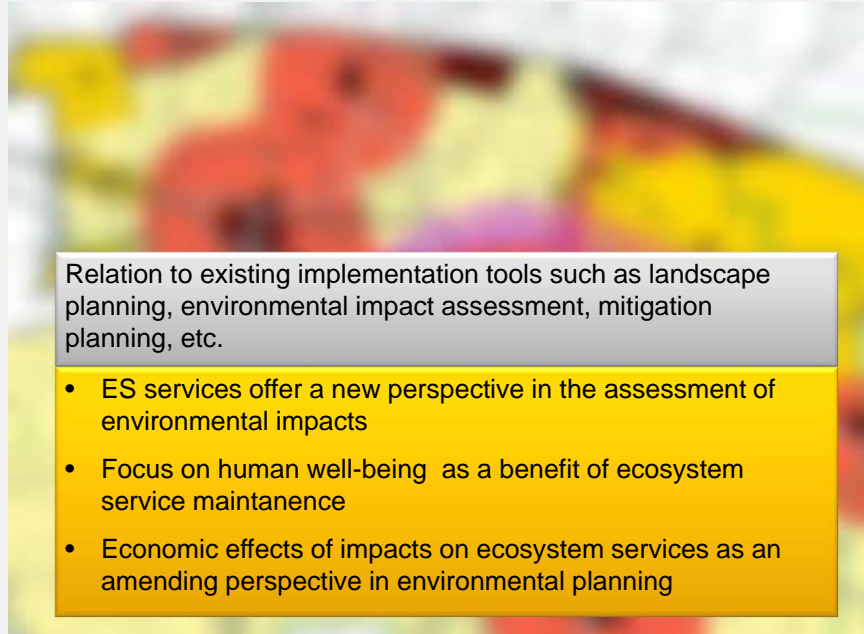 Relation to existing implementation tools such as landscape
planning, environmental impact assessment, mitigation
planning, etc.
• ES services offer a new perspective in the assessment of
environmental impacts
• Focus on human well-being as a benefit of ecosystem
service maintanence
• Economic effects of impacts on ecosystem services as an
amending perspective in environmental planning